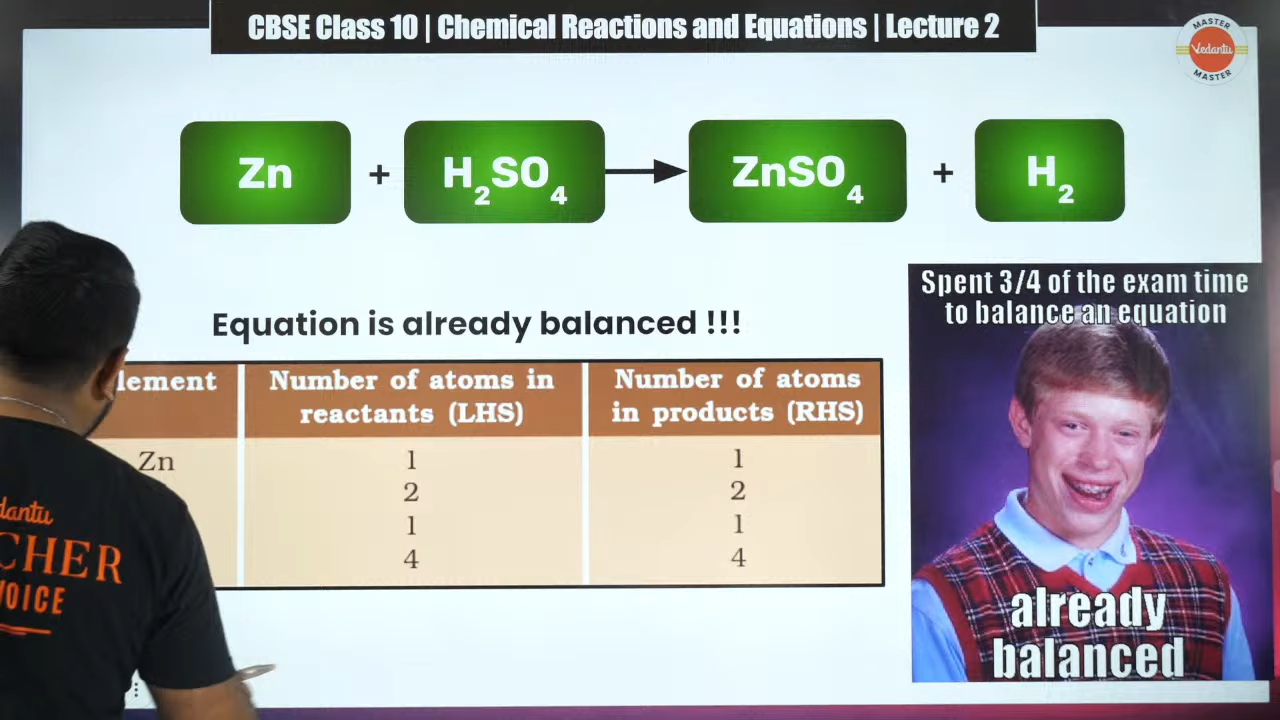 CBSE Class 10 | Chemical Reactions and Equations | Lecture 2
MASTER
Vedantu
MASTER
Zn + H₂SO₄ → ZnSO₄ + H₂
Spent 3/4 of the exam time
to balance an equation
Equation is already balanced !!!
lement
Number of atoms in
reactants (LHS)
Number of atoms
in products (RHS)
Zn 1 1
2 2
1 1
4 4
already
balanced
dantu
CHER
VOICE